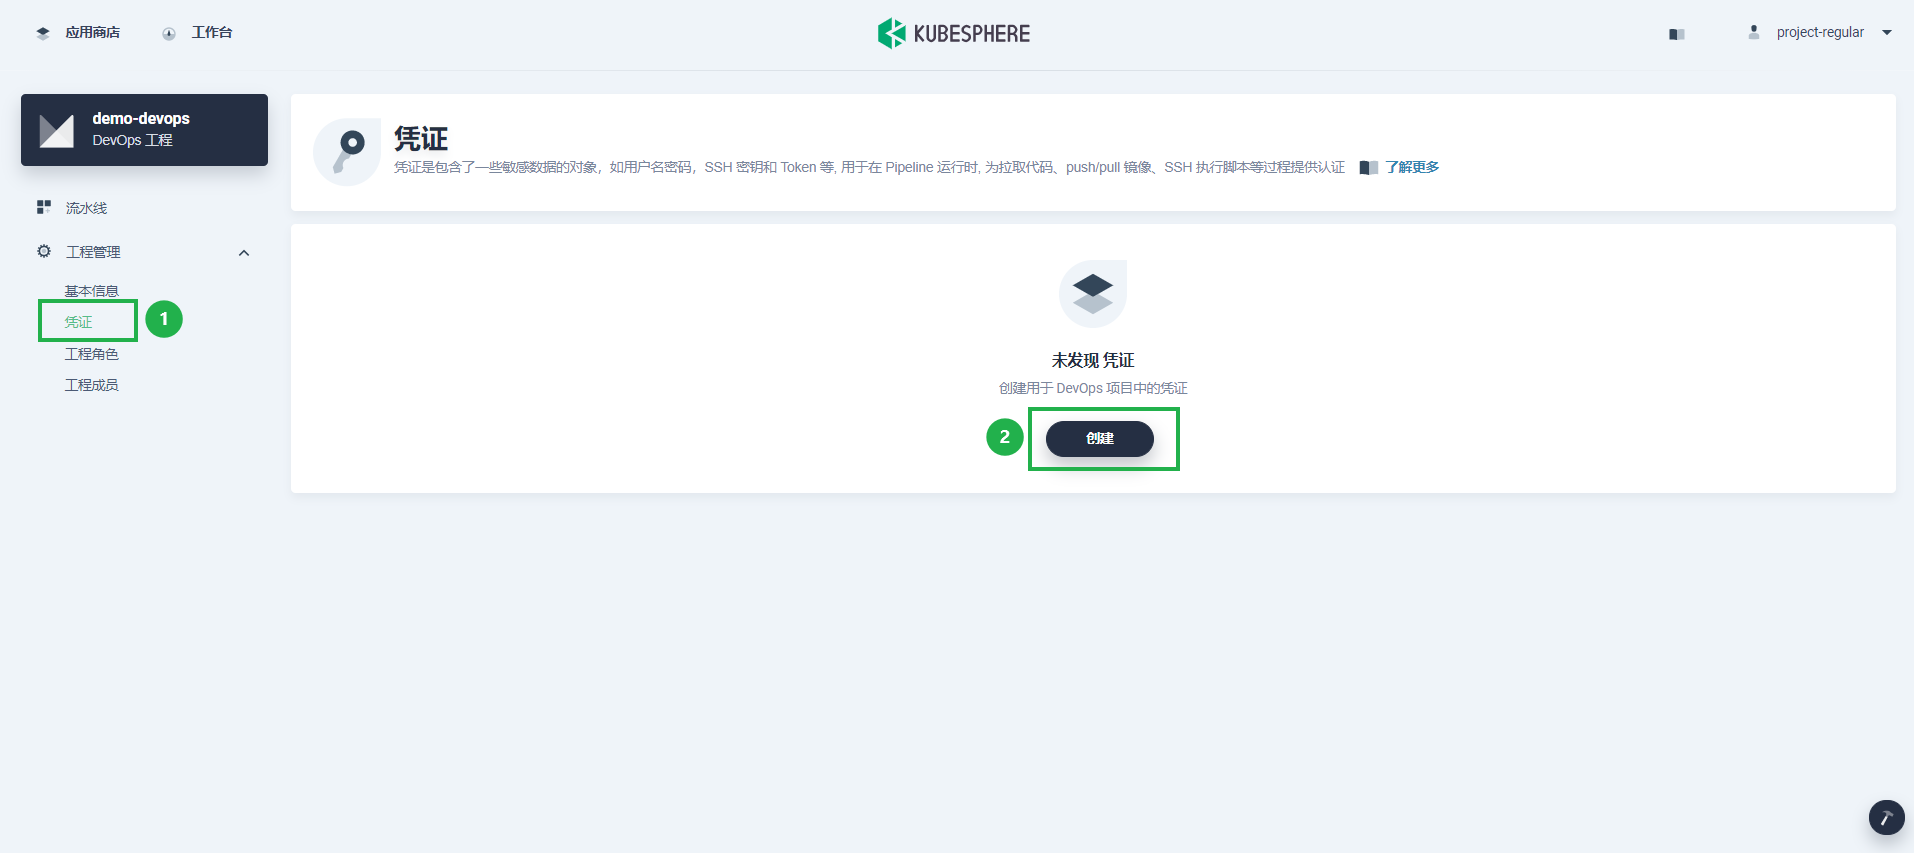 应用商店 工作台 KUBESPHERE project-regular
demo-devops
DevOps 工程
流水线
工程管理
基本信息
凭证 1
工程角色
工程成员
凭证
凭证是包含了一些敏感数据的对象，如用户名密码，SSH 密钥和 Token 等, 用于在 Pipeline 运行时, 为拉取代码、push/pull 镜像、SSH 执行脚本等过程提供认证 了解更多
未发现 凭证
创建用于 DevOps 项目中的凭证
2 创建